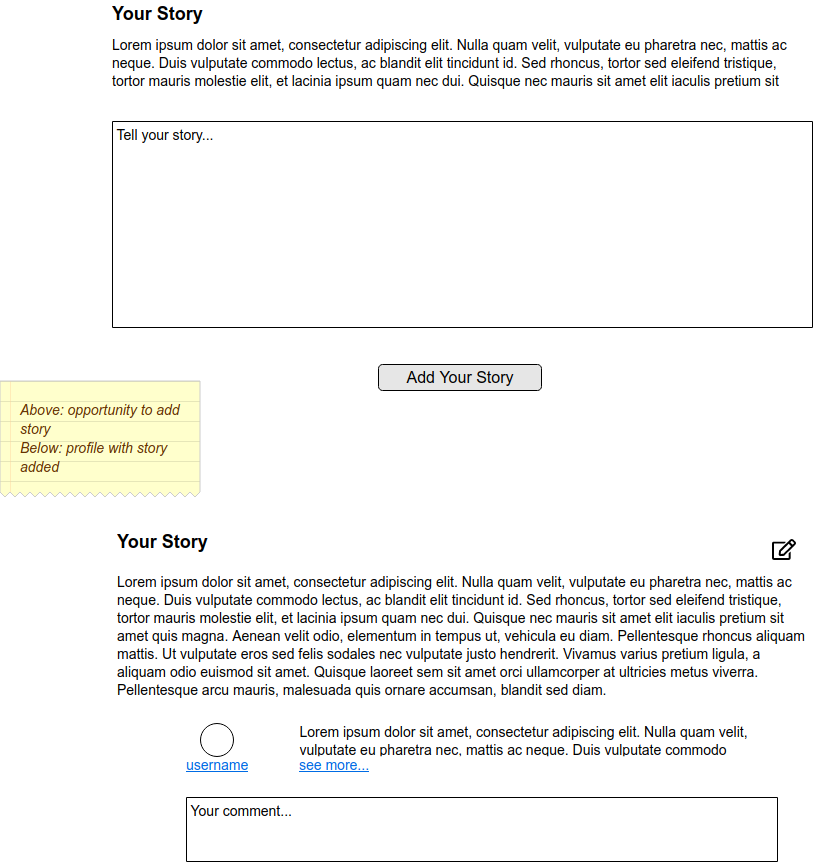 Your Story
Lorem ipsum dolor sit amet, consectetur adipiscing elit. Nulla quam velit, vulputate eu pharetra nec, mattis ac
neque. Duis vulputate commodo lectus, ac blandit elit tincidunt id. Sed rhoncus, tortor sed eleifend tristique,
tortor mauris molestie elit, et lacinia ipsum quam nec dui. Quisque nec mauris sit amet elit iaculis pretium sit
Tell your story...
Add Your Story
Above: opportunity to add
story
Below: profile with story
added
Your Story
Lorem ipsum dolor sit amet, consectetur adipiscing elit. Nulla quam velit, vulputate eu pharetra nec, mattis ac
neque. Duis vulputate commodo lectus, ac blandit elit tincidunt id. Sed rhoncus, tortor sed eleifend tristique,
tortor mauris molestie elit, et lacinia ipsum quam nec dui. Quisque nec mauris sit amet elit iaculis pretium sit
amet quis magna. Aenean velit odio, elementum in tempus ut, vehicula eu diam. Pellentesque rhoncus aliquam
mattis. Ut vulputate eros sed felis sodales nec vulputate justo hendrerit. Vivamus varius pretium ligula, a
aliquam odio euismod sit amet. Quisque laoreet sem sit amet orci ullamcorper at ultricies metus viverra.
Pellentesque arcu mauris, malesuada quis ornare accumsan, blandit sed diam.
Lorem ipsum dolor sit amet, consectetur adipiscing elit. Nulla quam velit,
vulputate eu pharetra nec, mattis ac neque. Duis vulputate commodo
username
see more...
Your comment...